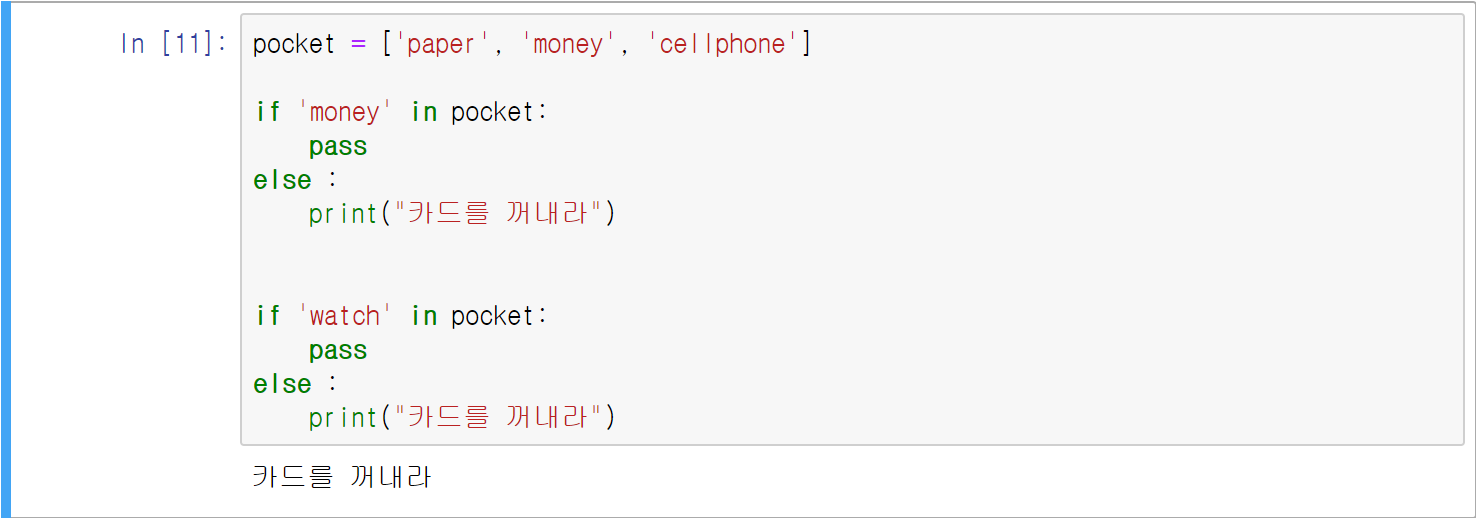 In [11]: pocket = ['paper', 'money', 'cellphone']
if 'money' in pocket:
    pass
else :
    print("카드를 꺼내라")
if 'watch' in pocket:
    pass
else :
    print("카드를 꺼내라")
카드를 꺼내라